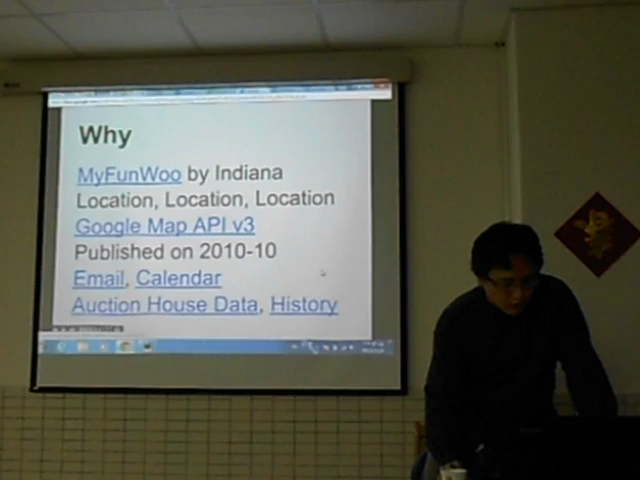 Why
MyFunWoo by Indiana
Location, Location, Location
Google Map API v3
Published on 2010-10
Email, Calendar
Auction House Data, History